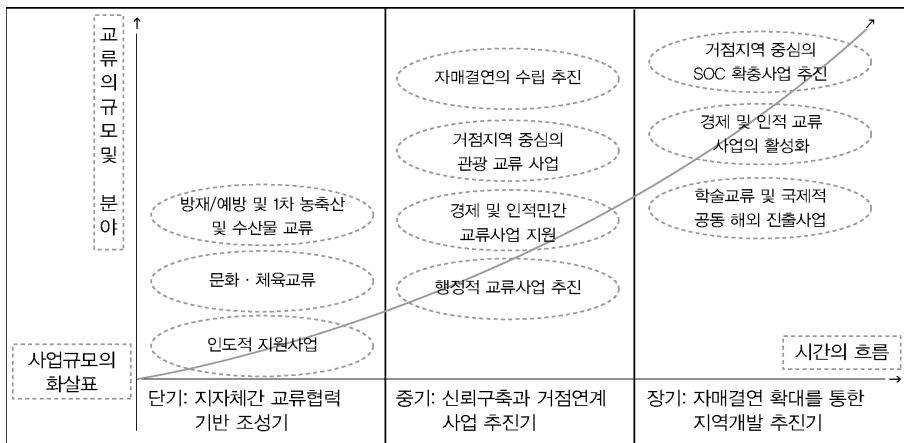 교류의규모및 분야
사업규모의
화살표
시간의 흐름
방재/예방 및 1차 농축산
및 수산물 교류
문화 · 체육교류
인도적 지원사업
단기: 지자체간 교류협력
기반 조성기
자매결연의 수립 추진
거점지역 중심의
관광 교류 사업
경제 및 인적민간
교류사업 지원
행정적 교류사업 추진
중기: 신뢰구축과 거점연계
사업 추진기
거점지역 중심의
SOC 확충사업 추진
경제 및 인적 교류
사업의 활성화
학술교류 및 국제적
공동 해외 진출사업
장기: 자매결연 확대를 통한
지역개발 추진기